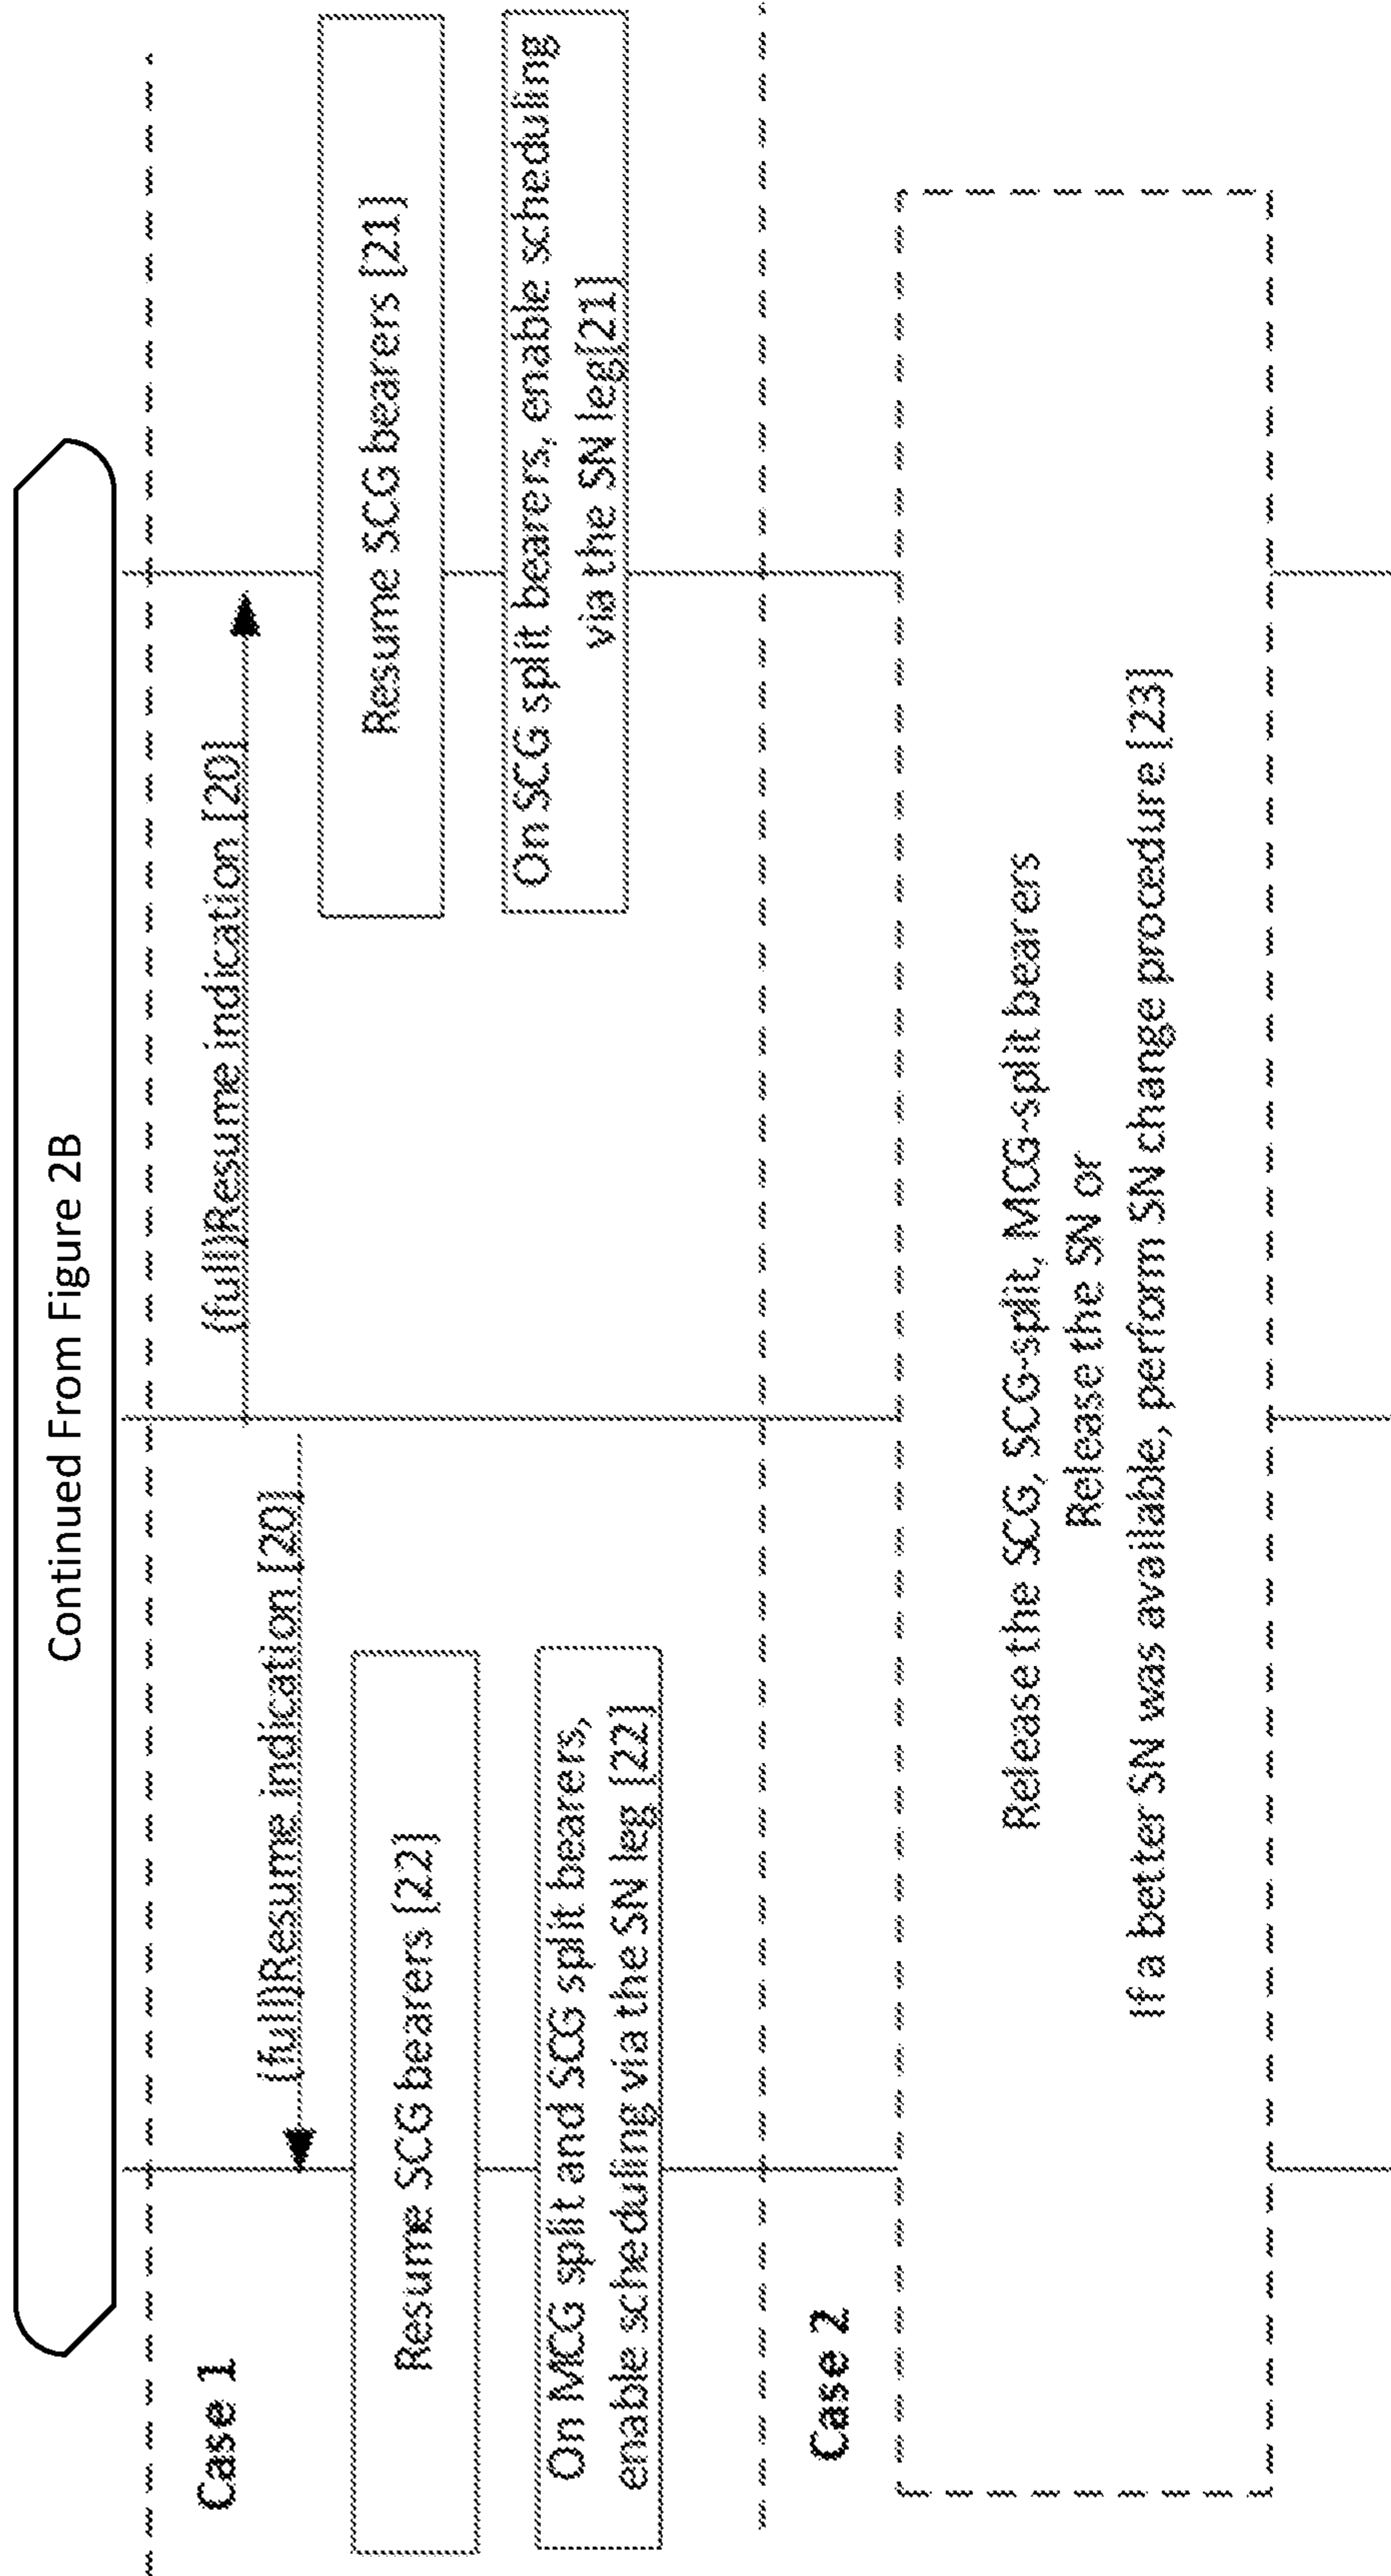 Continued From Figure 2B
Case 1
(full)Resume indication [20]
(full)Resume indication [20]
Resume SCG bearers [21]
Resume SCG bearers [22]
On SCG split bearers, enable scheduling
via the SN leg[21]
On MCG split and SCG split bearers,
enable scheduling via the SN leg [22]
Case 2
Release the SCG, SCG-split, MCG-split bearers
Release the SN or
If a better SN was available, perform SN change procedure [23]